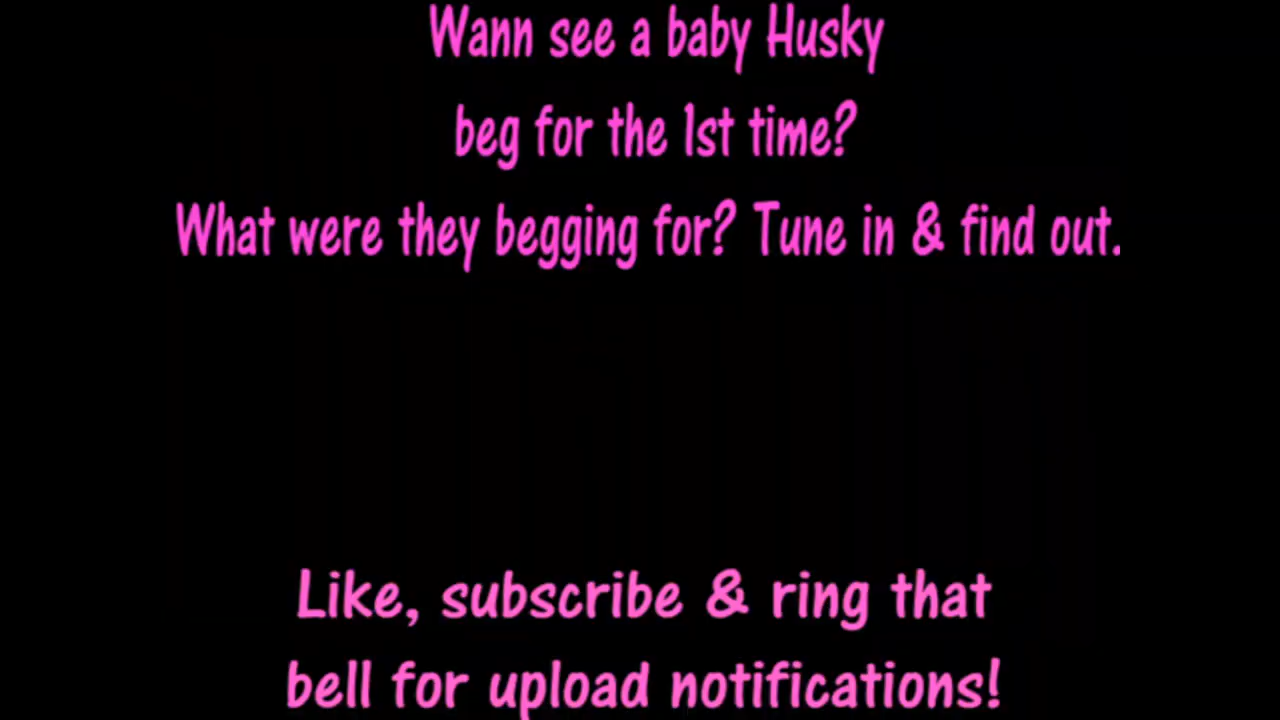 Wann see a baby Husky
beg for the 1st time?
What were they begging for? Tune in & find out.
Like, subscribe & ring that
bell for upload notifications!